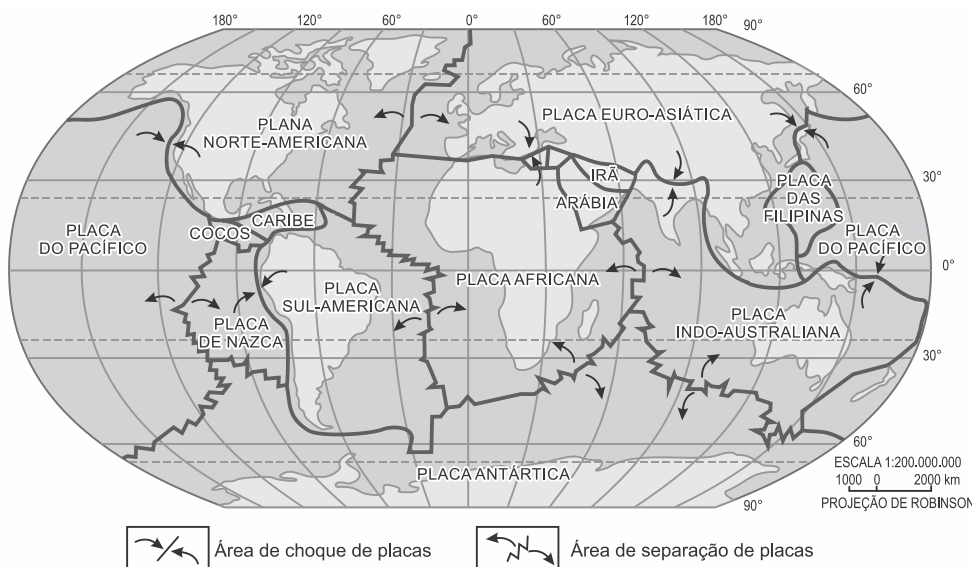 180° 120° 60° 0° 60° 120° 180° 90°
60°
PLANA
NORTE-AMERICANA
PLACA EURO-ASIÁTICA
IRÃ
ARÁBIA
30°
PLACA
DAS
FILIPINAS
CARIBE
COCOS
PLACA
DO PACÍFICO
PLACA
DO PACÍFICO
0°
PLACA AFRICANA
PLACA
SUL-AMERICANA
PLACA
DE NAZCA
PLACA
INDO-AUSTRALIANA
30°
60°
PLACA ANTÁRTICA
90°
ESCALA 1:200.000.000
1000 0 2000 km
PROJEÇÃO DE ROBINSON
Área de choque de placas
Área de separação de placas